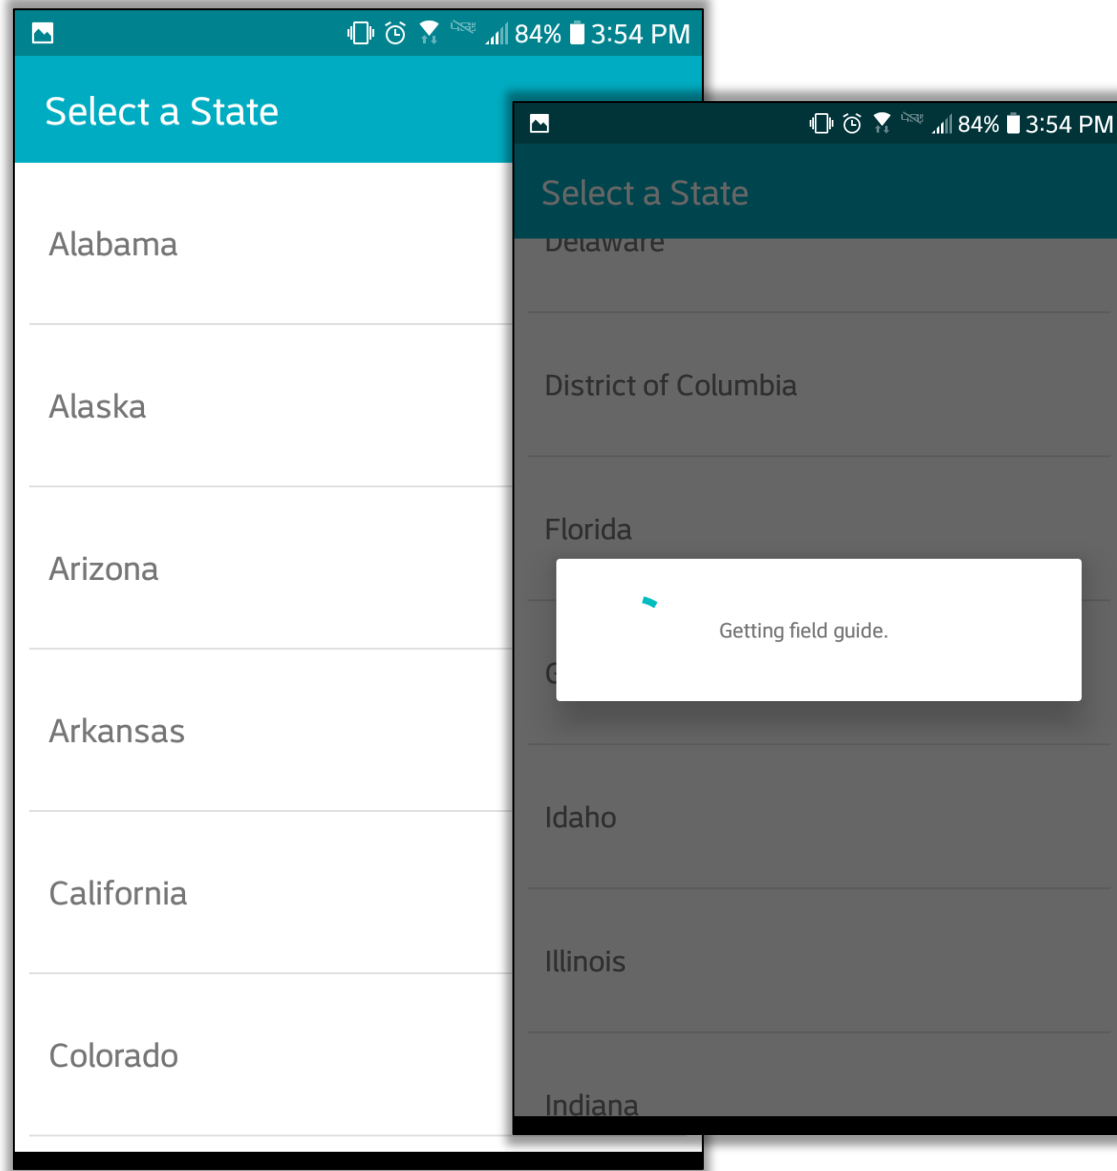 84% 3:54 PM
Select a State
Alabama
Alaska
Arizona
Arkansas
California
Colorado
84% 3:54 PM
Select a State
Delaware
District of Columbia
Florida
Getting field guide.
G
Idaho
Illinois
Indiana